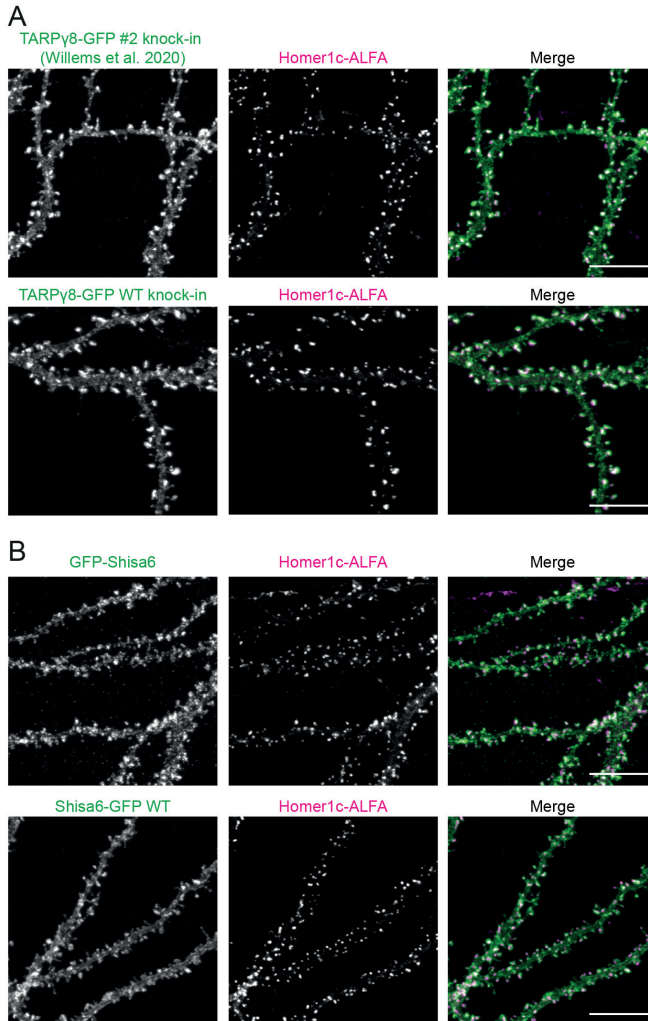 A
TARPγ8-GFP #2 knock-in
(Willems et al. 2020)
Homer1c-ALFA
Merge
TARPγ8-GFP WT knock-in
Homer1c-ALFA
Merge
B
GFP-Shisa6
Homer1c-ALFA
Merge
Shisa6-GFP WT
Homer1c-ALFA
Merge